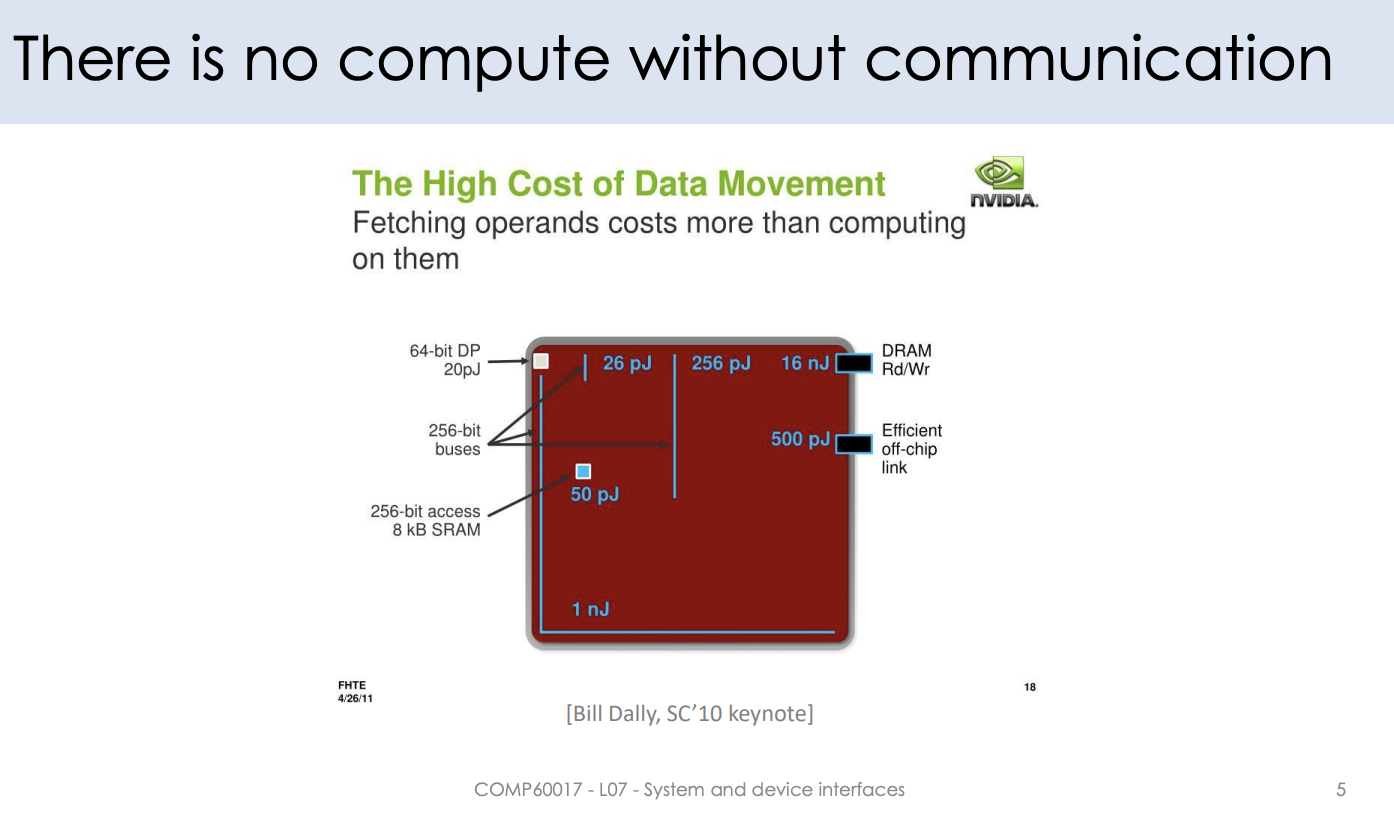 There is no compute without communication
The High Cost of Data Movement
nVIDIA.
Fetching operands costs more than computing
on them
64-bit DP
20pJ
26 pJ
256 pJ
16 nJ
DRAM
Rd/Wr
256-bit
buses
500 pJ
Efficient
off-chip
link
50 pJ
256-bit access
8 kB SRAM
1 nJ
FHTE
4/26/11
18
[Bill Dally, SC’10 keynote]
COMP60017 - L07 - System and device interfaces
5